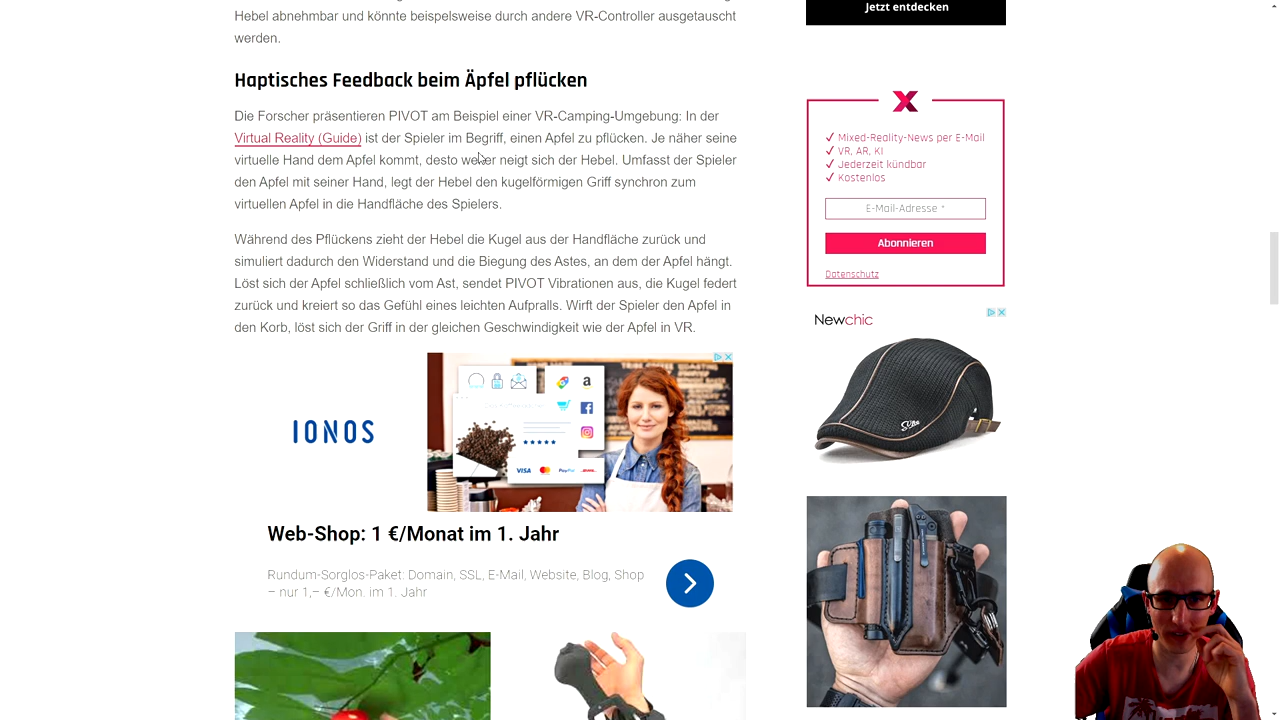 Hebel abnehmbar und könnte beispielsweise durch andere VR-Controller ausgetauscht
werden.
Haptisches Feedback beim Äpfel pflücken
Die Forscher präsentieren PIVOT am Beispiel einer VR-Camping-Umgebung: In der
Virtual Reality (Guide) ist der Spieler im Begriff, einen Apfel zu pflücken. Je näher seine
virtuelle Hand dem Apfel kommt, desto weiter neigt sich der Hebel. Umfasst der Spieler
den Apfel mit seiner Hand, legt der Hebel den kugelförmigen Griff synchron zum
virtuellen Apfel in die Handfläche des Spielers.
Während des Pflückens zieht der Hebel die Kugel aus der Handfläche zurück und
simuliert dadurch den Widerstand und die Biegung des Astes, an dem der Apfel hängt.
Löst sich der Apfel schließlich vom Ast, sendet PIVOT Vibrationen aus, die Kugel federt
zurück und kreiert so das Gefühl eines leichten Aufpralls. Wirft der Spieler den Apfel in
den Korb, löst sich der Griff in der gleichen Geschwindigkeit wie der Apfel in VR.
IONOS
VISA
PayPal
Web-Shop: 1 €/Monat im 1. Jahr
Rundum-Sorglos-Paket: Domain, SSL, E-Mail, Website, Blog, Shop
– nur 1,– €/Mon. im 1. Jahr
Jetzt entdecken
✓ Mixed-Reality-News per E-Mail
✓ VR, AR, KI
✓ Jederzeit kündbar
✓ Kostenlos
E-Mail-Adresse *
Abonnieren
Datenschutz
Newchic